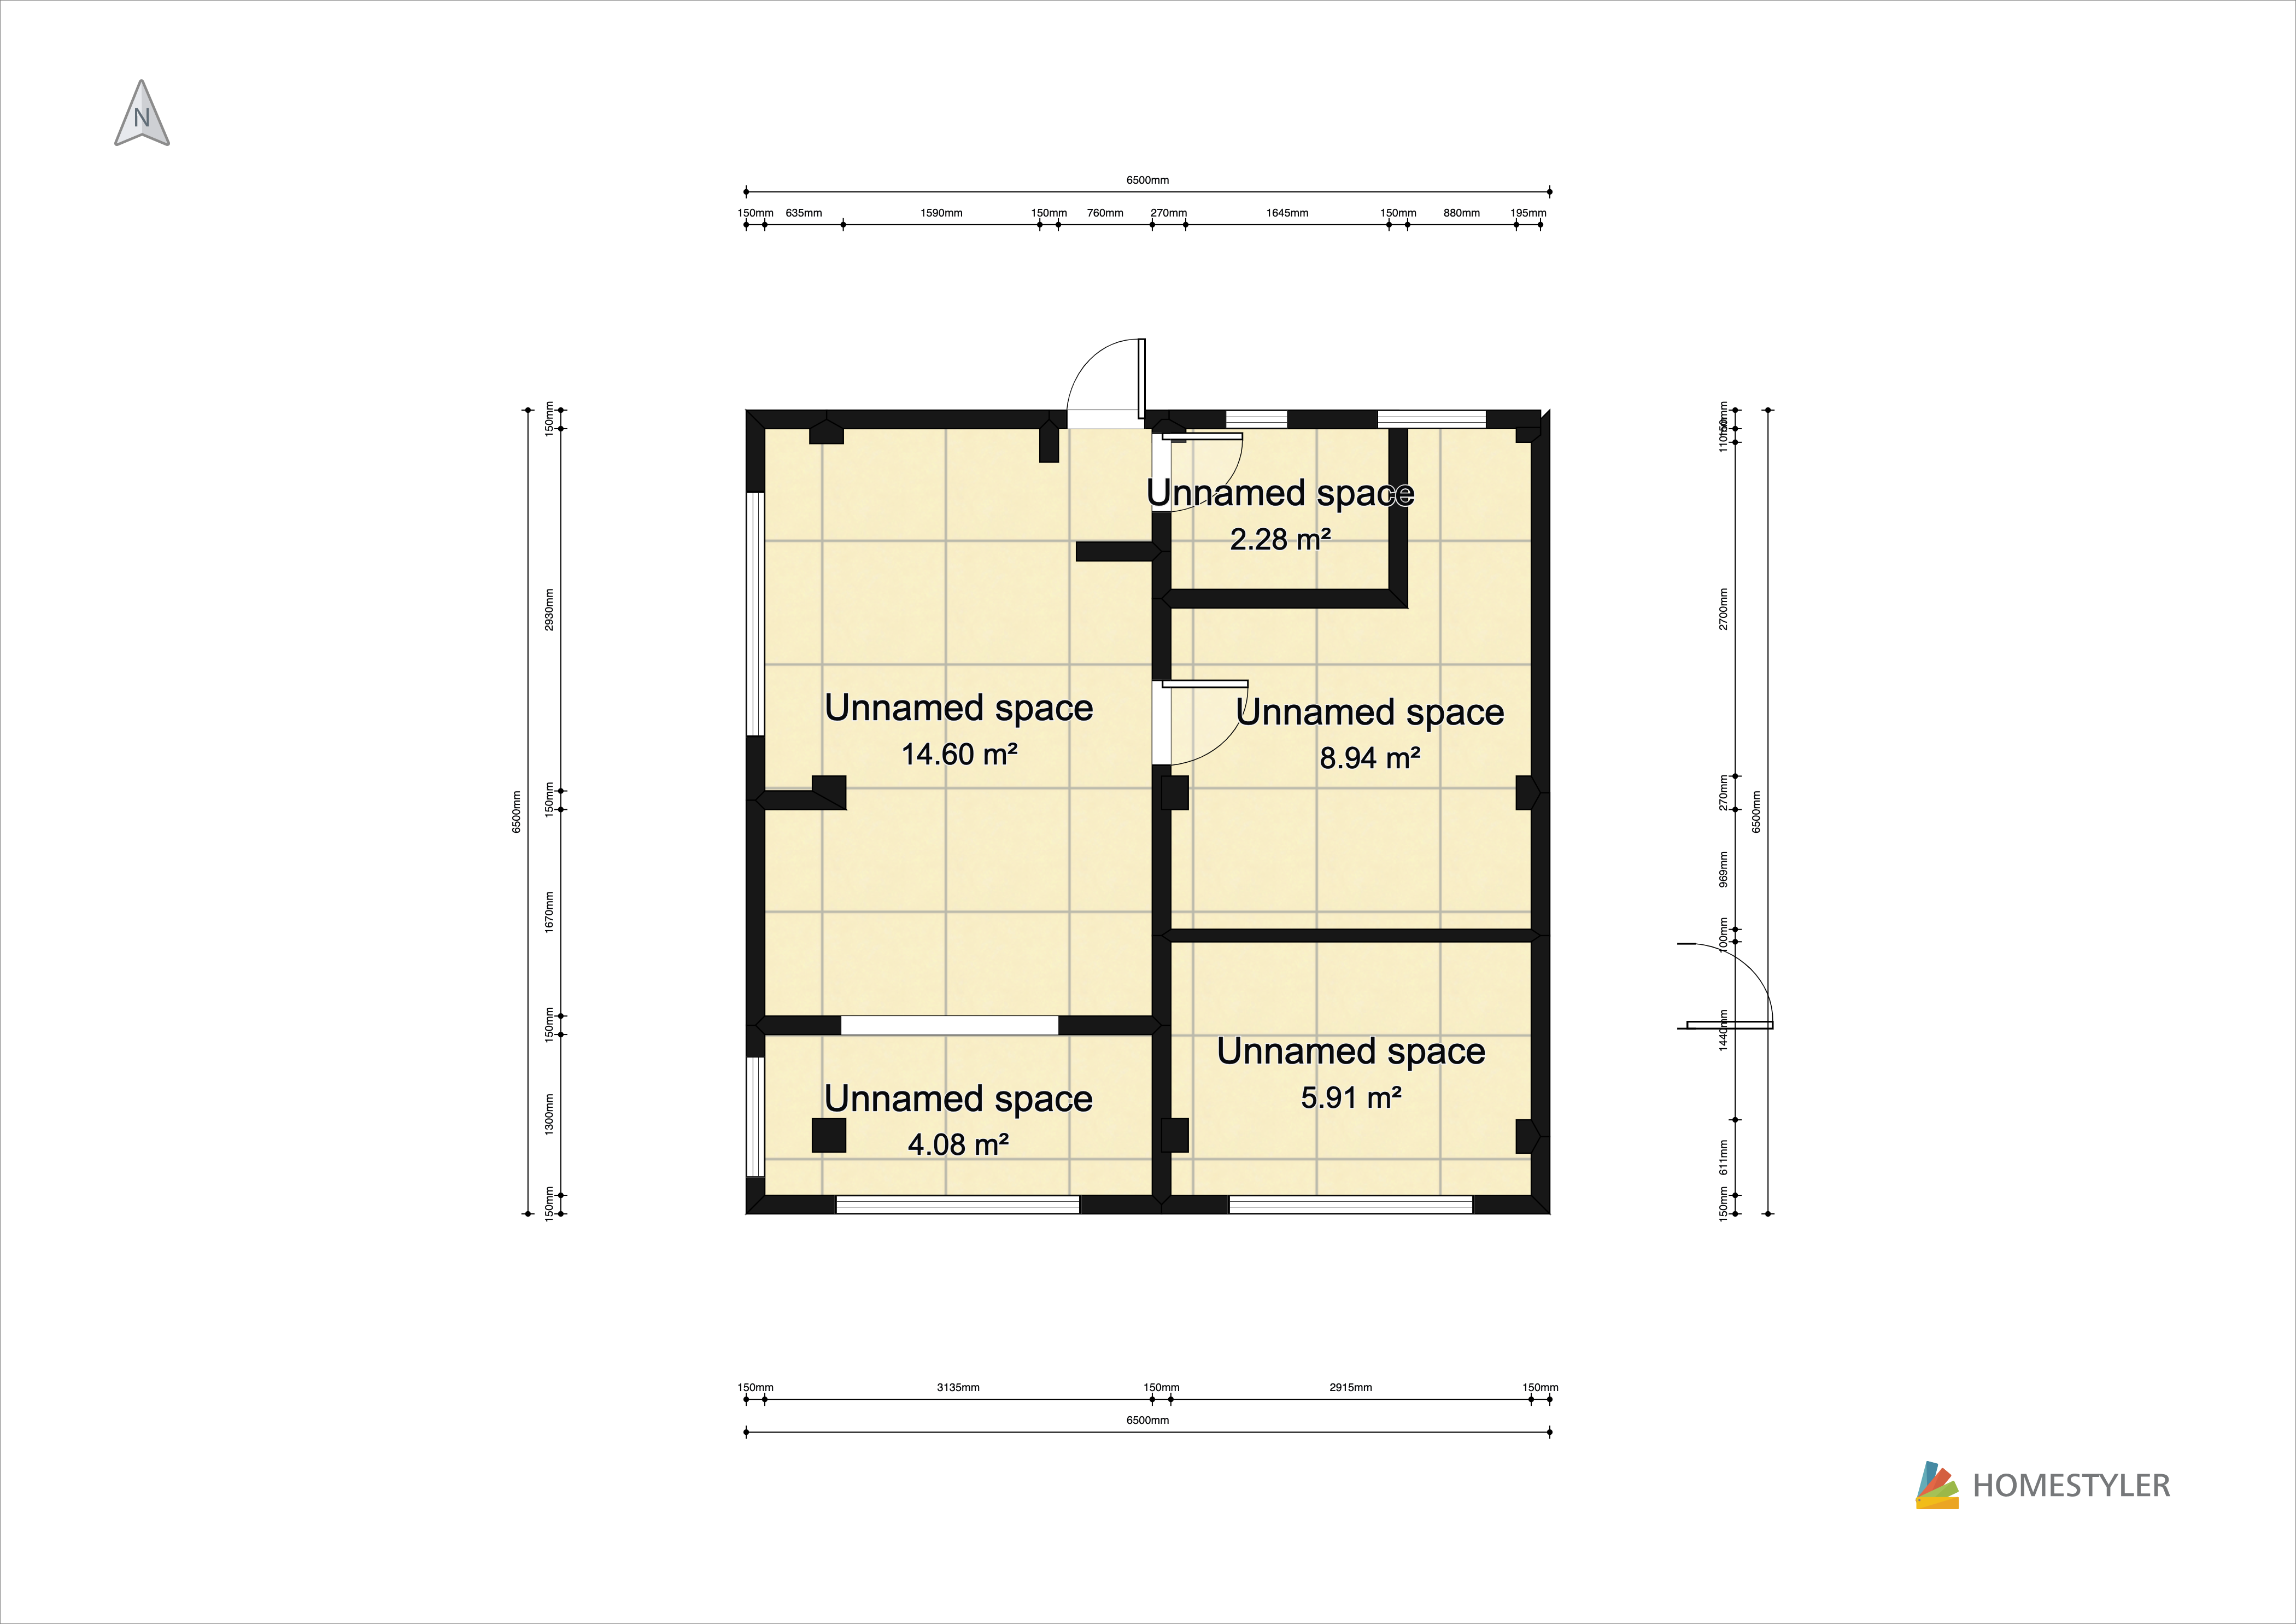 N
6500mm
150mm 635mm 1590mm 150mm 760mm 270mm 1645mm 150mm 880mm 195mm
Unnamed space
2.28 m²
Unnamed space
14.60 m²
Unnamed space
8.94 m²
Unnamed space
5.91 m²
Unnamed space
4.08 m²
6500mm
150mm
2930mm
150mm
1670mm
150mm
1300mm
150mm
2700mm
270mm
969mm
100mm
1440mm
611mm
150mm
6500mm
150mm 3135mm 150mm 2915mm 150mm
6500mm
HOMESTYLER